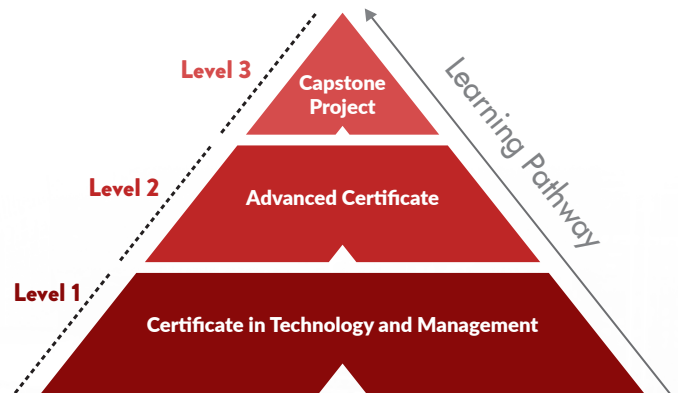 Level 3
Capstone
Project
Learning Pathway
Level 2
Advanced Certificate
Level 1
Certificate in Technology and Management